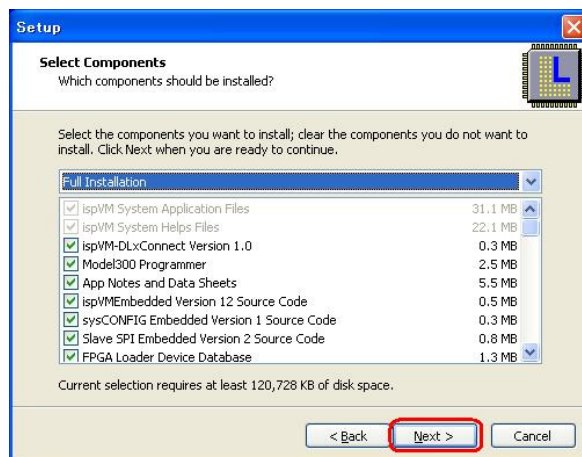 Setup
Select Components
Which components should be installed?
L
Select the components you want to install; clear the components you do not want to
install. Click Next when you are ready to continue.
Full Installation
ispVM System Application Files 31.1 MB
ispVM System Helps Files 22.1 MB
ispVM-DLxConnect Version 1.0 0.3 MB
Model300 Programmer 2.5 MB
App Notes and Data Sheets 5.5 MB
ispVMEmbedded Version 12 Source Code 0.5 MB
sysCONFIG Embedded Version 1 Source Code 0.3 MB
Slave SPI Embedded Version 2 Source Code 0.8 MB
FPGA Loader Device Database 1.3 MB
Current selection requires at least 120,728 KB of disk space.
< Back Next > Cancel